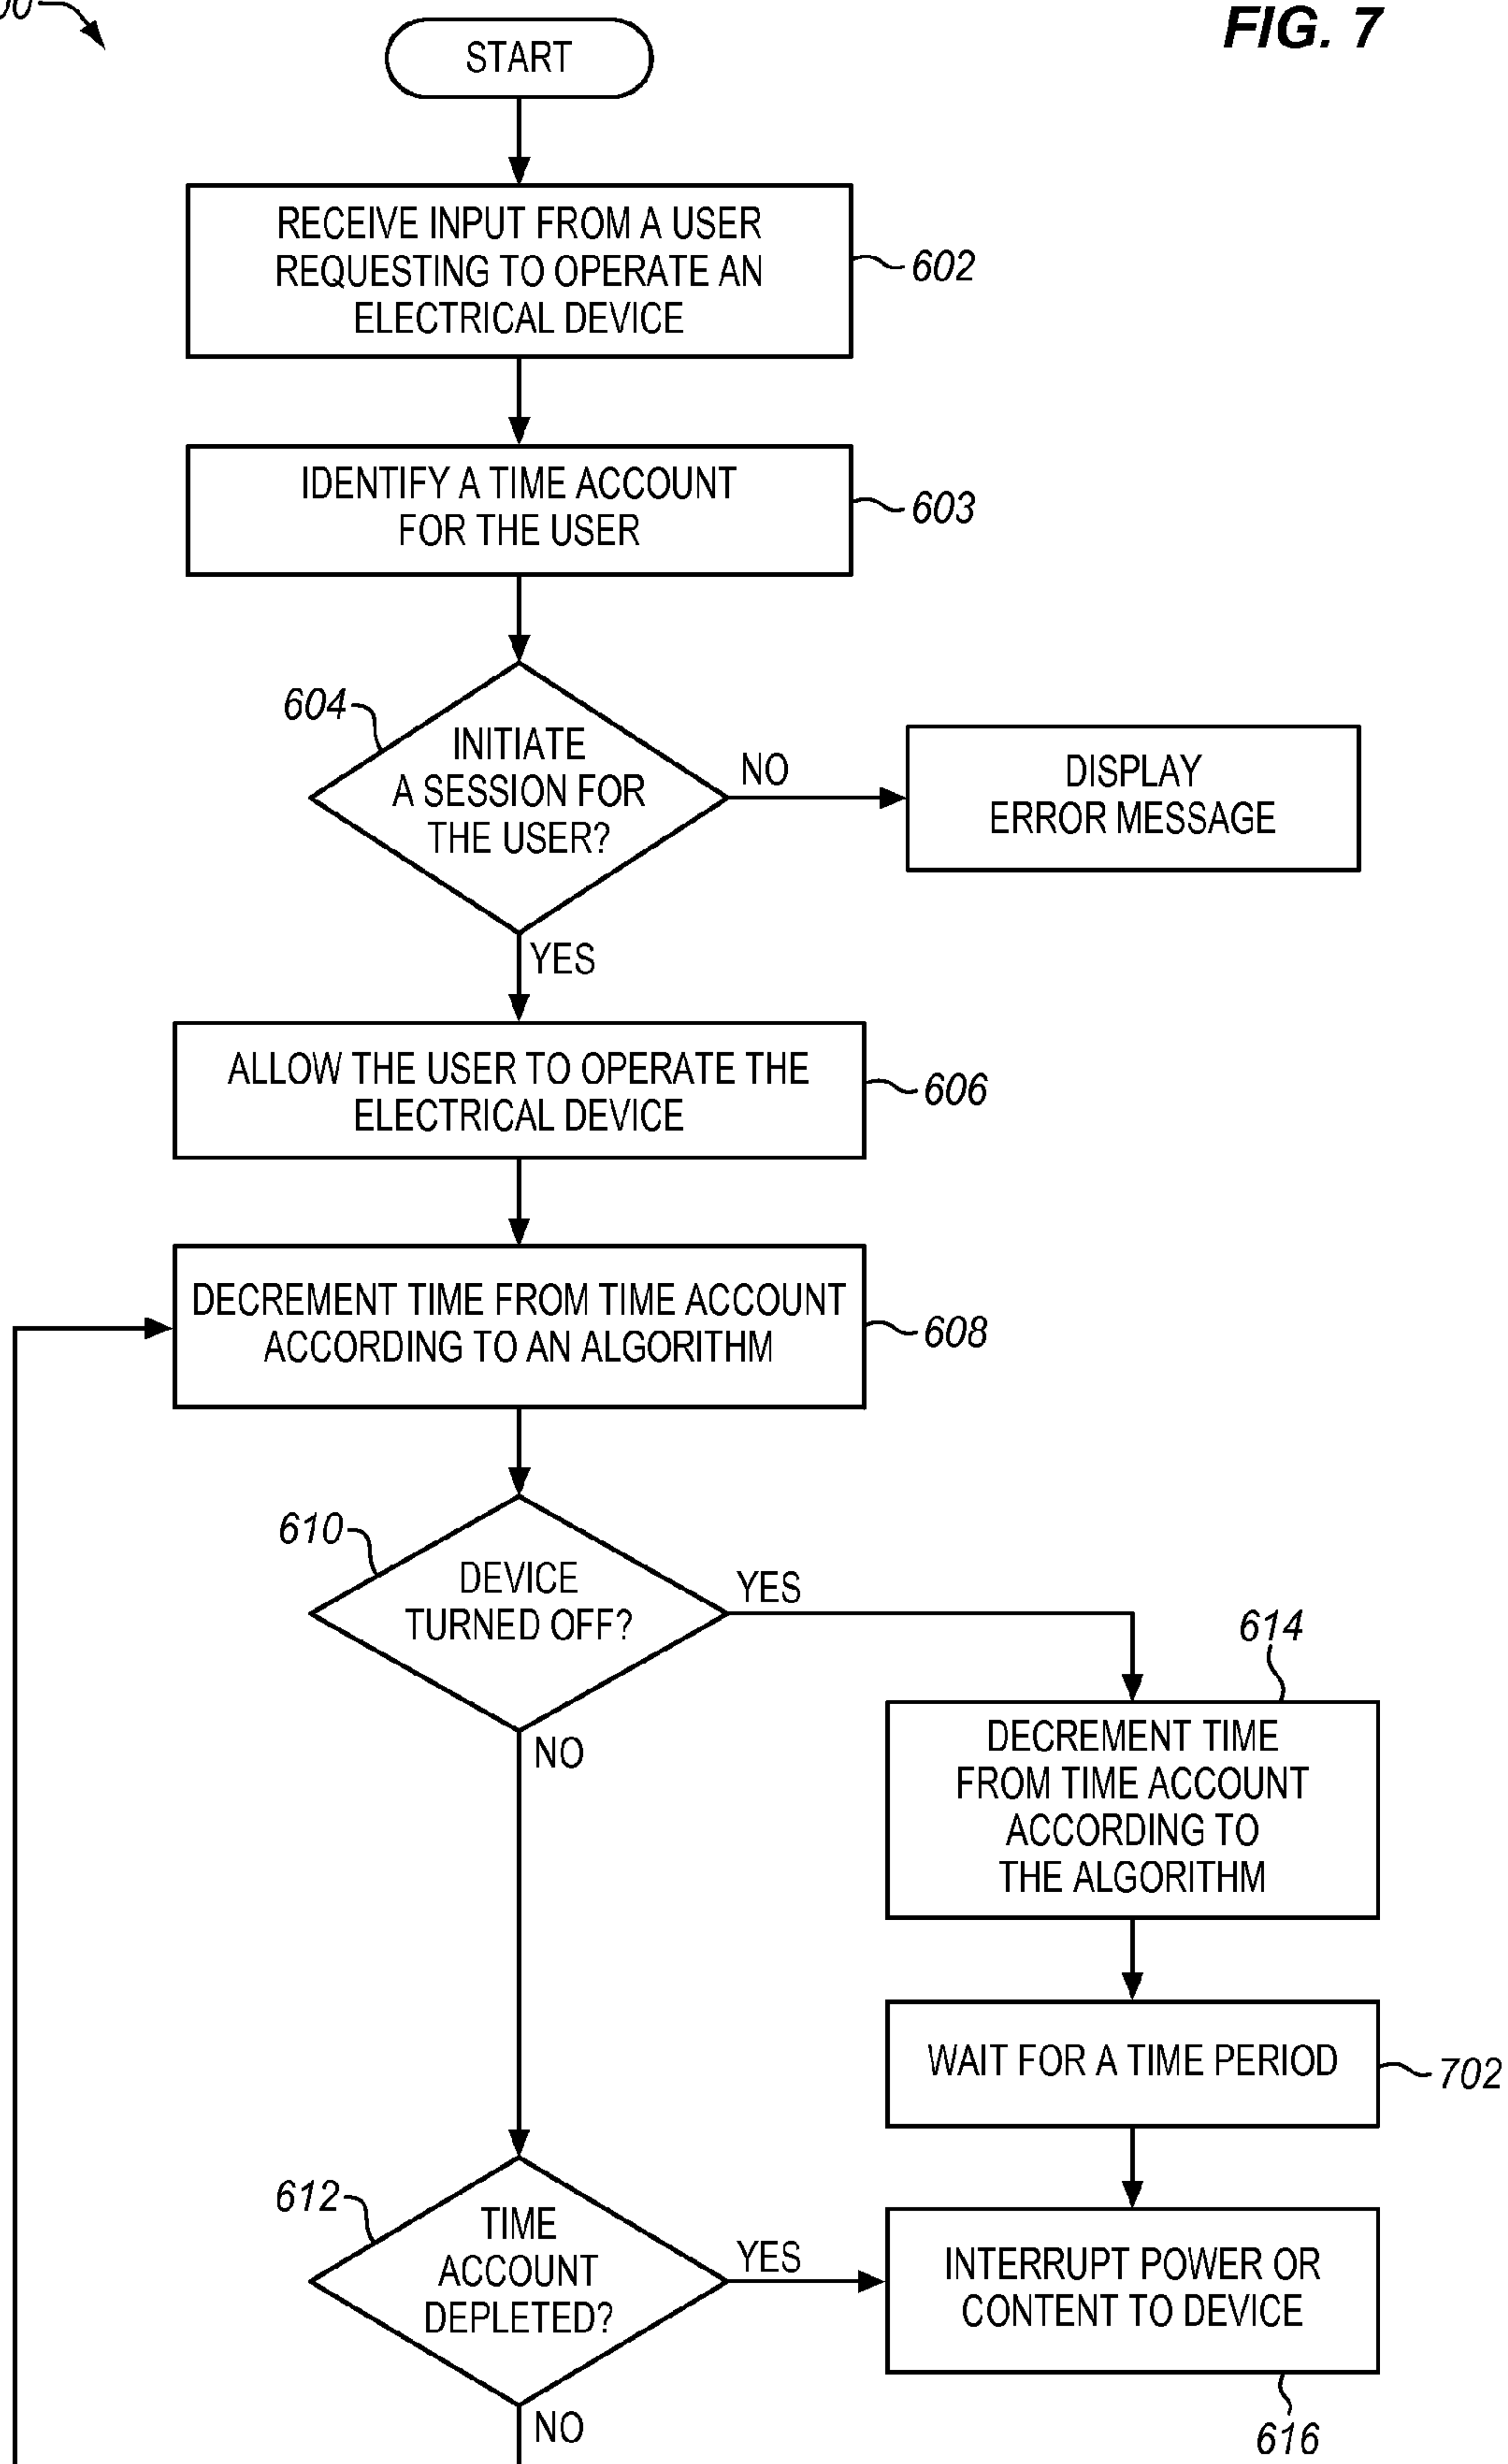 FIG. 7
START
RECEIVE INPUT FROM A USER
REQUESTING TO OPERATE AN
ELECTRICAL DEVICE
602
IDENTIFY A TIME ACCOUNT
FOR THE USER
603
604
INITIATE
A SESSION FOR
THE USER?
NO
DISPLAY
ERROR MESSAGE
YES
ALLOW THE USER TO OPERATE THE
ELECTRICAL DEVICE
606
DECREMENT TIME FROM TIME ACCOUNT
ACCORDING TO AN ALGORITHM
608
610
DEVICE
TURNED OFF?
YES
614
NO
DECREMENT TIME
FROM TIME ACCOUNT
ACCORDING TO
THE ALGORITHM
WAIT FOR A TIME PERIOD
702
612
TIME
ACCOUNT
DEPLETED?
YES
INTERRUPT POWER OR
CONTENT TO DEVICE
NO
616